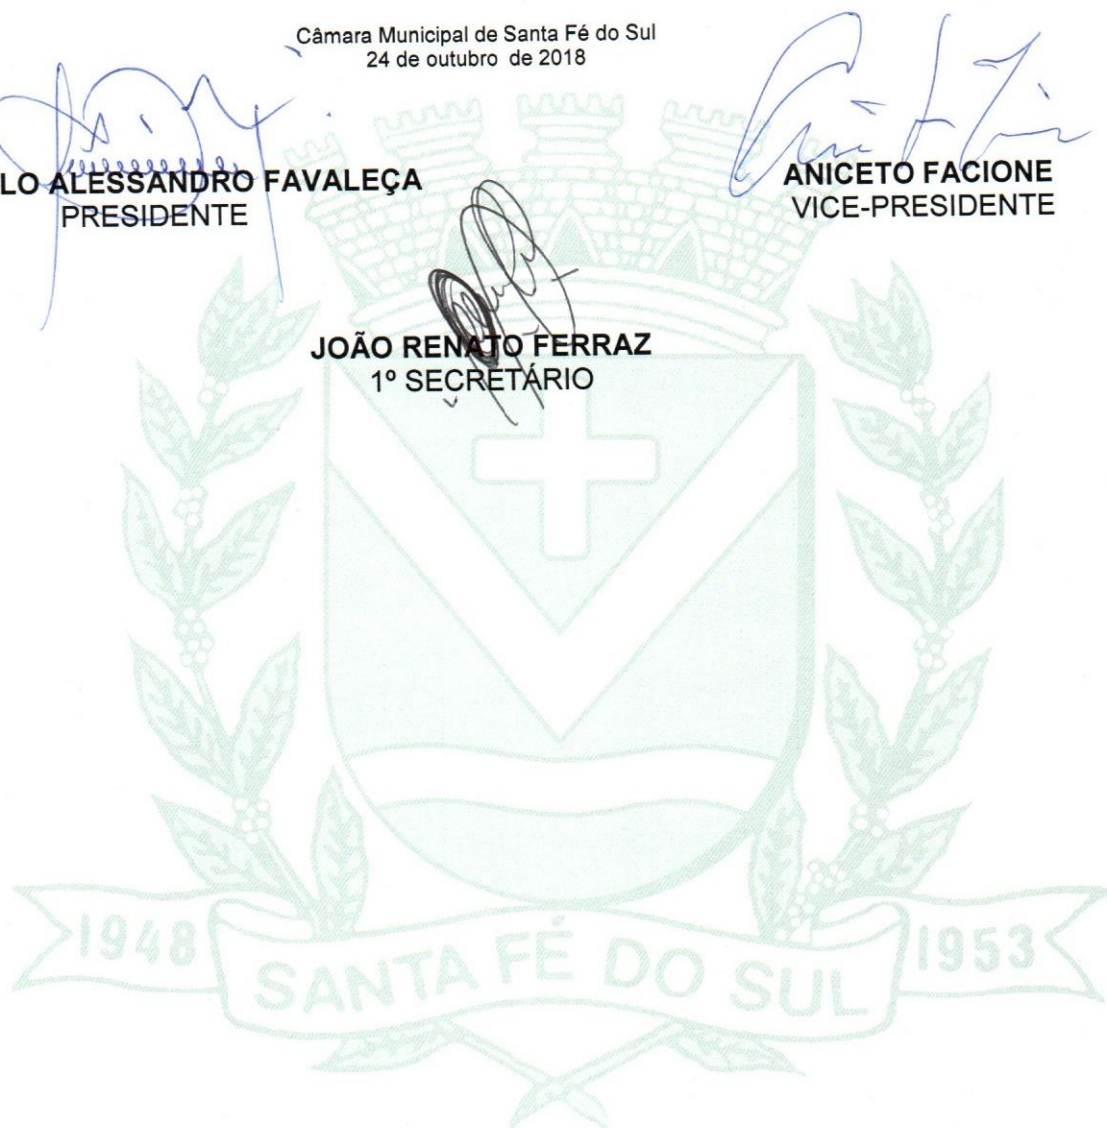 Câmara Municipal de Santa Fé do Sul
24 de outubro de 2018
LO ALESSANDRO FAVALEÇA
PRESIDENTE
ANICETO FACIONE
VICE-PRESIDENTE
JOÃO RENATO FERRAZ
1º SECRETÁRIO
1948
SANTA FÉ DO SUL
1953